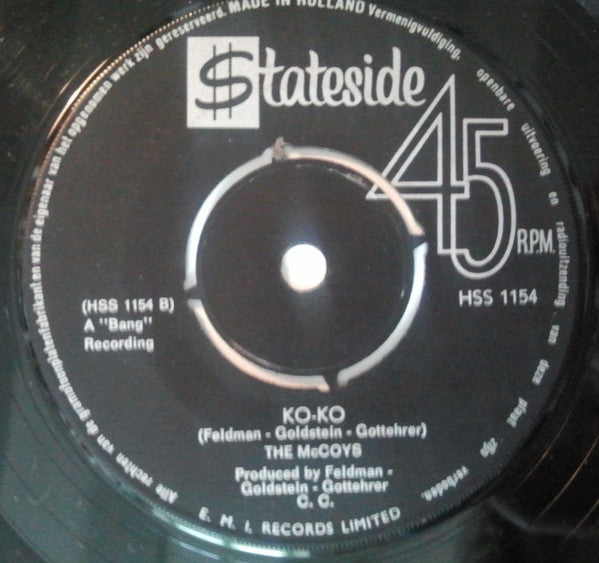 MADE IN HOLLAND
Alle rechten van de grammofoonplatenfabrikant en van de eigenaar van het opgenomen werk zijn gereserveerd. Vermenigvuldiging, openbare uitvoering en radiouitzending van deze plaat zijn verboden.
$tateside
45
R.P.M.
HSS 1154
(HSS 1154 B)
A "Bang"
Recording
KO-KO
(Feldman - Goldstein - Gottehrer)
THE McCOYS
Produced by Feldman -
Goldstein - Gottehrer
C. C.
E. M. I. RECORDS LIMITED